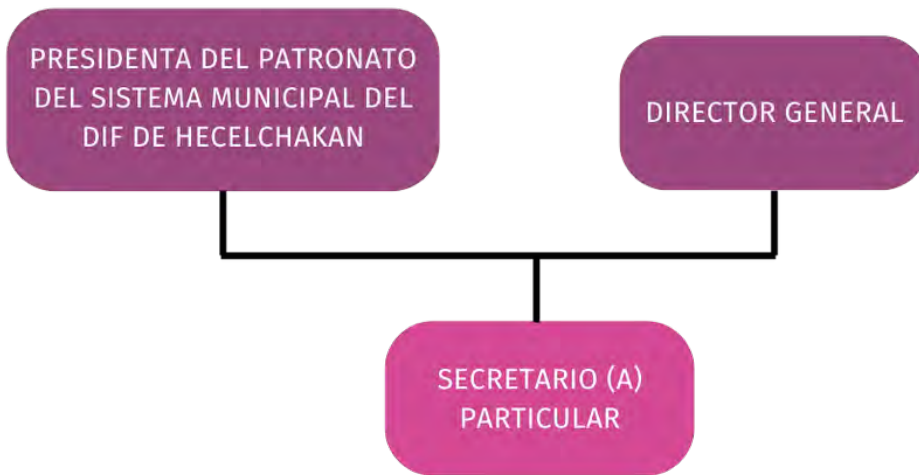 PRESIDENTA DEL PATRONATO
DEL SISTEMA MUNICIPAL DEL
DIF DE HECELCHAKAN
DIRECTOR GENERAL
SECRETARIO (A)
PARTICULAR